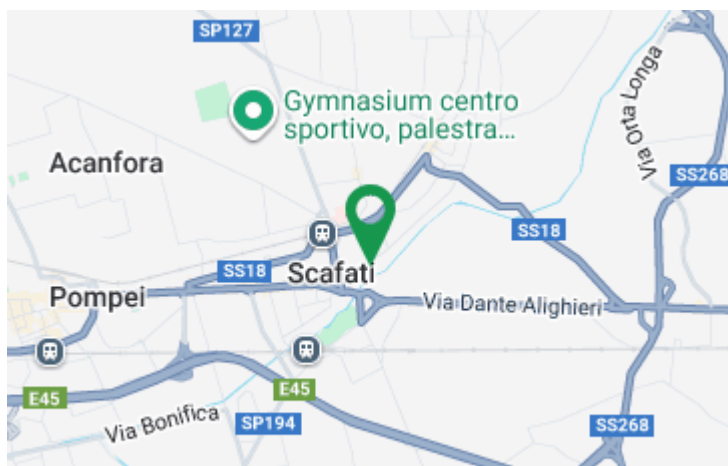 SP127
Gymnasium centro
sportivo, palestra...
Via Orta Longa
Acanfora
SS268
SS18
SS18
Scafati
Pompei
Via Dante Alighieri
E45
E45
Via Bonifica
SP194
SS268